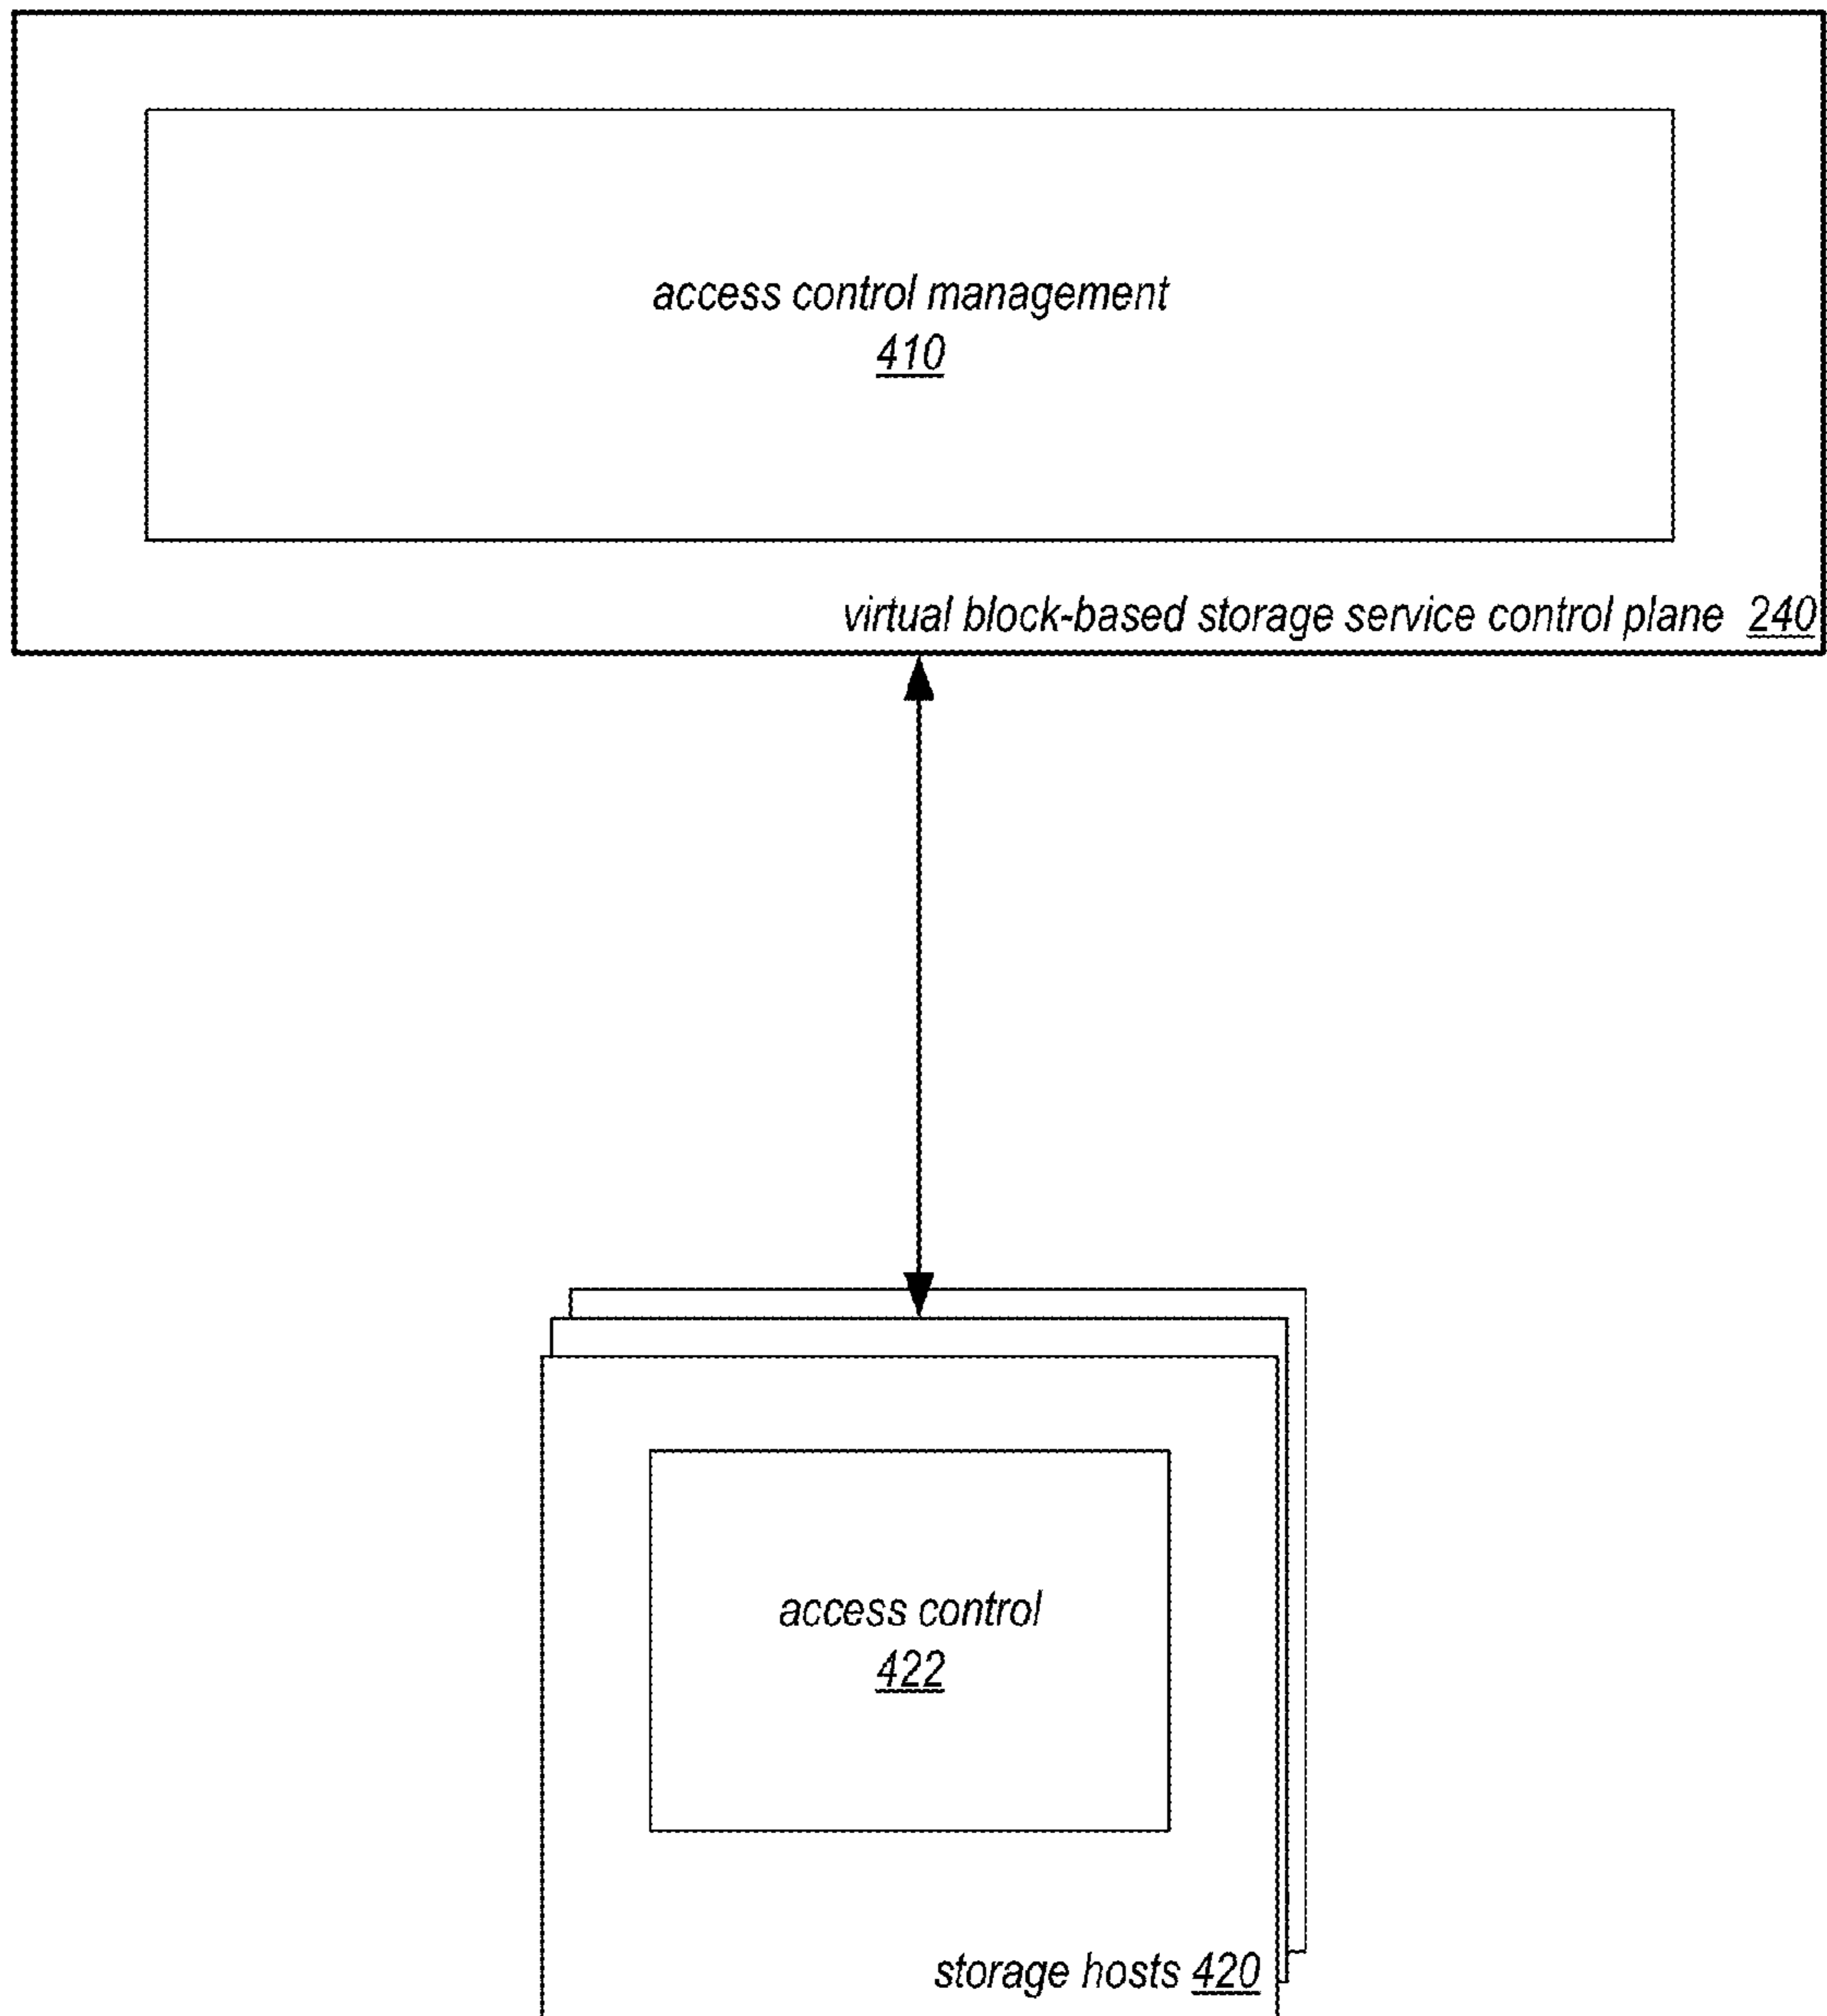 access control management
410
virtual block-based storage service control plane 240
access control
422
storage hosts 420